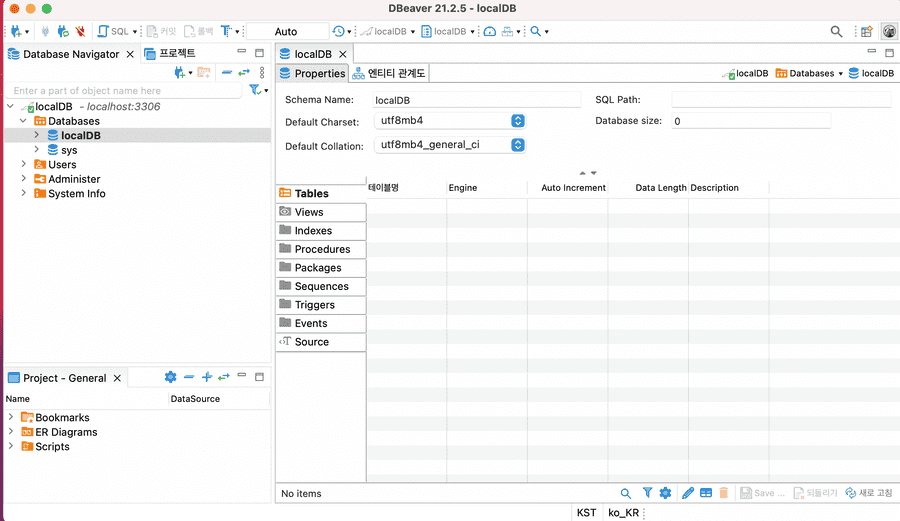 DBeaver 21.2.5 - localDB
SQL 커밋 롤백 T Auto localDB localDB
Database Navigator 프로젝트
Enter a part of object name here
localDB - localhost:3306
Databases
localDB
sys
Users
Administer
System Info
Project - General
Name DataSource
Bookmarks
ER Diagrams
Scripts
localDB
Properties 엔티티 관계도 localDB Databases localDB
Schema Name: localDB SQL Path:
Default Charset: utf8mb4 Database size: 0
Default Collation: utf8mb4_general_ci
테이블명 Engine Auto Increment Data Length Description
Tables
Views
Indexes
Procedures
Packages
Sequences
Triggers
Events
Source
No items Save ... 되돌리기 새로 고침
KST ko_KR